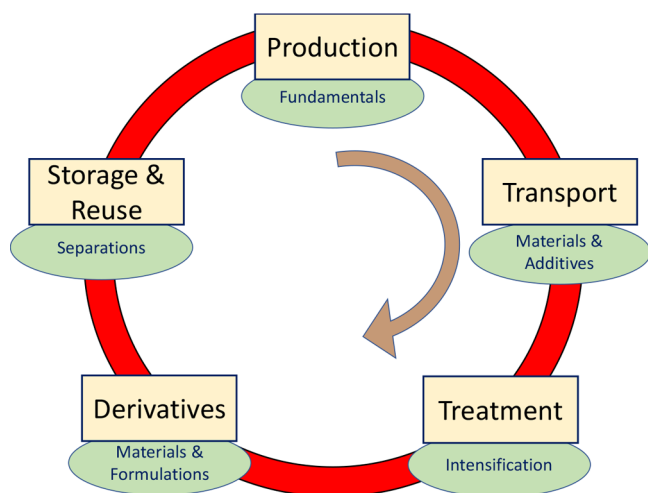 Production
Fundamentals
Transport
Materials &
Additives
Treatment
Intensification
Derivatives
Materials &
Formulations
Storage &
Reuse
Separations